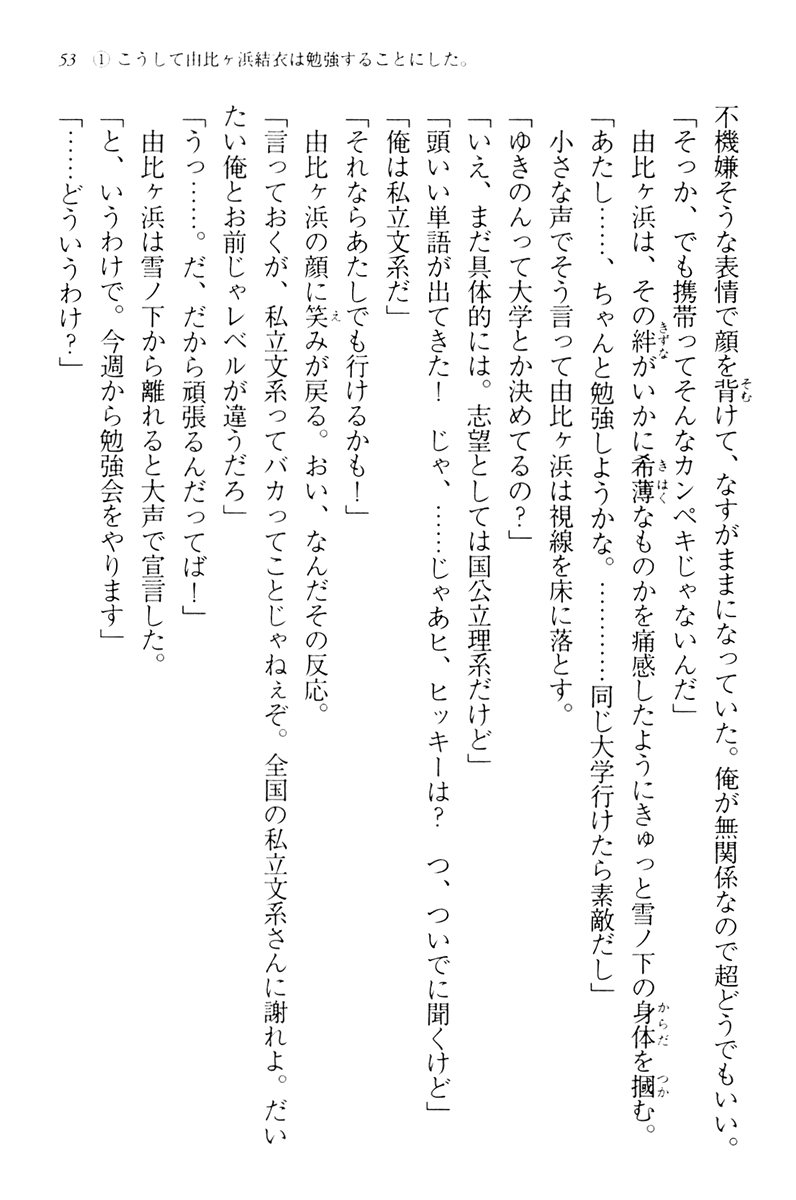 53　① こうして由比ヶ浜結衣は勉強することにした。
不機嫌そうな表情で顔を背けて、なすがままになっていた。俺が無関係なので超どうでもいい。
「そっか、でも携帯ってそんなカンペキじゃないんだ」
由比ヶ浜は、その絆がいかに希薄なものかを痛感したようにきゅっと雪ノ下の身体を摑む。
「あたし……、ちゃんと勉強しようかな。…………同じ大学行けたら素敵だし」
小さな声でそう言って由比ヶ浜は視線を床に落とす。
「ゆきのんって大学とか決めてるの？」
「いえ、まだ具体的には。志望としては国公立理系だけど」
「頭いい単語が出てきた！　じゃ、……じゃあヒ、ヒッキーは？　つ、ついでに聞くけど」
「俺は私立文系だ」
「それならあたしでも行けるかも！」
由比ヶ浜の顔に笑みが戻る。おい、なんだその反応。
「言っておくが、私立文系ってバカってことじゃねぇぞ。全国の私立文系さんに謝れよ。だい
たい俺とお前じゃレベルが違うだろ」
「うっ……。だ、だから頑張るんだってば！」
由比ヶ浜は雪ノ下から離れると大声で宣言した。
「と、いうわけで。今週から勉強会をやります」
「……どういうわけ？」